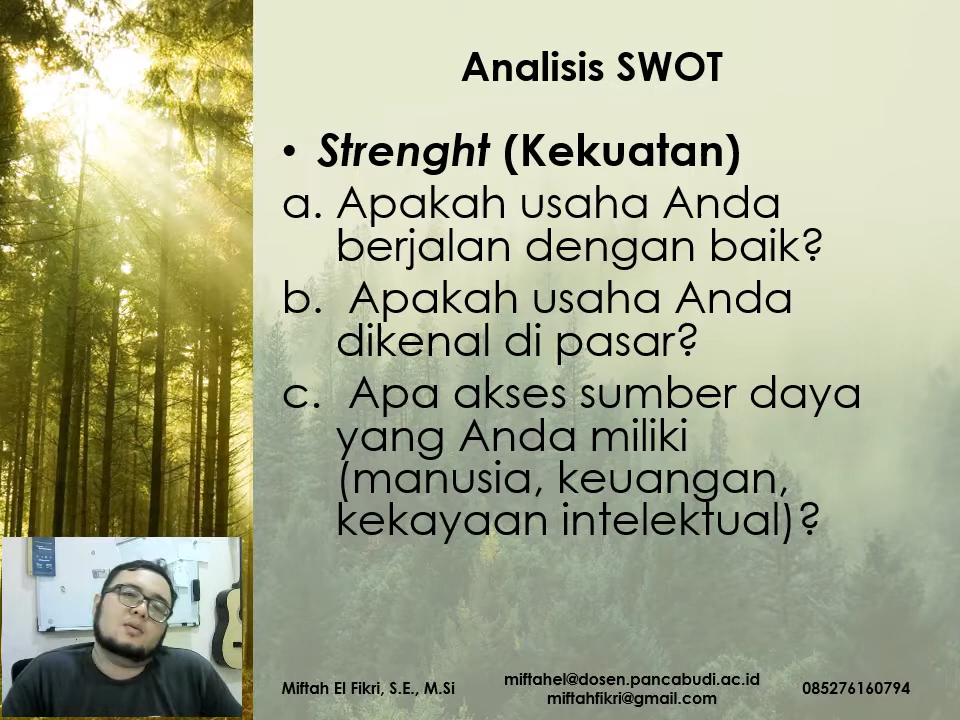 Analisis SWOT
• Strenght (Kekuatan)
a. Apakah usaha Anda
berjalan dengan baik?
b. Apakah usaha Anda
dikenal di pasar?
c. Apa akses sumber daya
yang Anda miliki
(manusia, keuangan,
kekayaan intelektual)?
Miftah El Fikri, S.E., M.Si
miftahel@dosen.pancabudi.ac.id
miftahfikri@gmail.com
085276160794